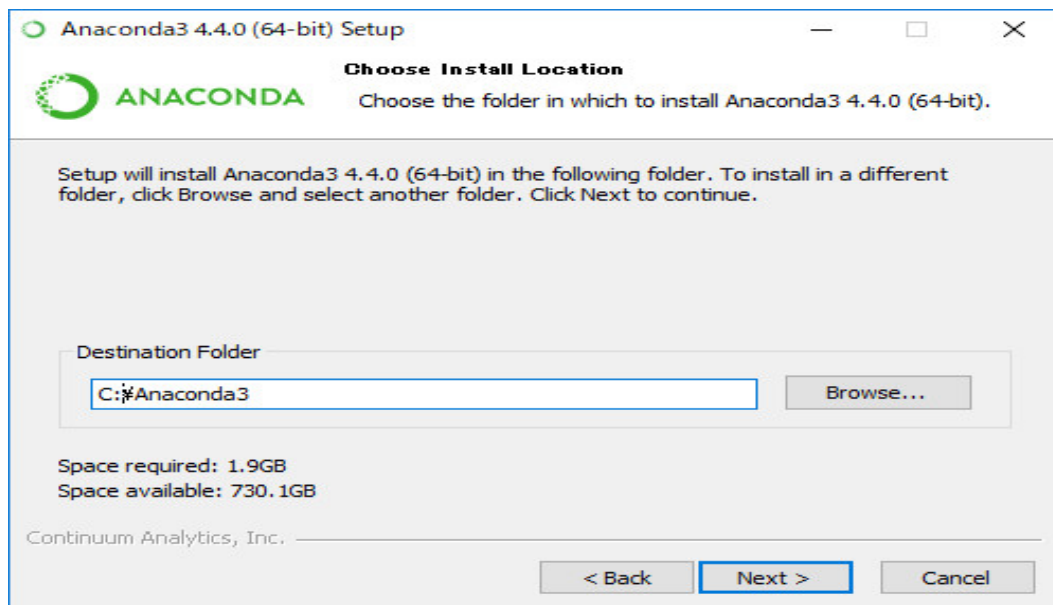 Anaconda3 4.4.0 (64-bit) Setup
ANACONDA
Choose Install Location
Choose the folder in which to install Anaconda3 4.4.0 (64-bit).
Setup will install Anaconda3 4.4.0 (64-bit) in the following folder. To install in a different
folder, click Browse and select another folder. Click Next to continue.
Destination Folder
C:¥Anaconda3
Browse...
Space required: 1.9GB
Space available: 730.1GB
Continuum Analytics, Inc.
< Back
Next >
Cancel